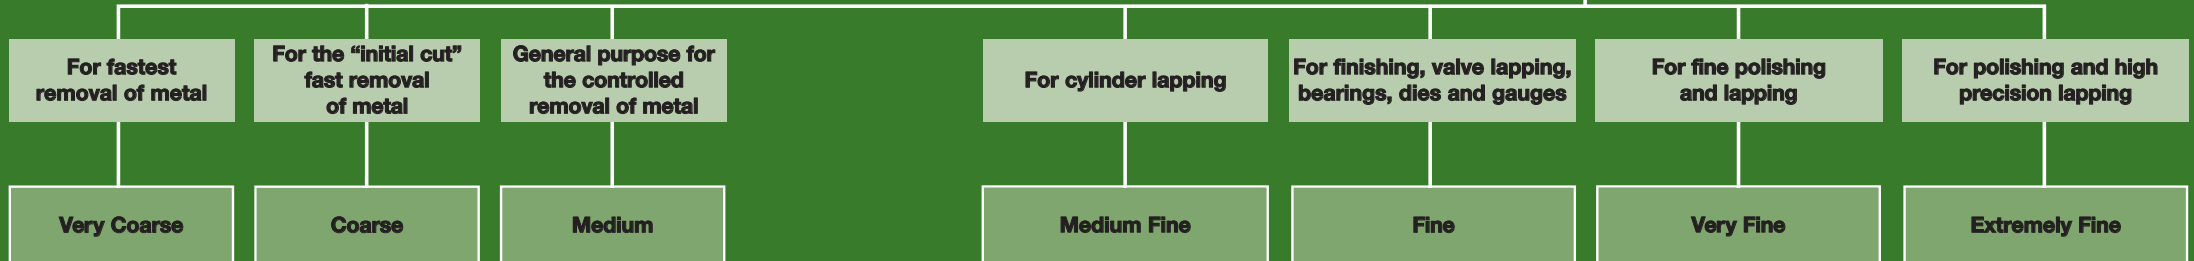 For fastest
removal of metal
For the “initial cut”
fast removal
of metal
General purpose for
the controlled
removal of metal
For cylinder lapping
For finishing, valve lapping,
bearings, dies and gauges
For fine polishing
and lapping
For polishing and high
precision lapping
Very Coarse
Coarse
Medium
Medium Fine
Fine
Very Fine
Extremely Fine